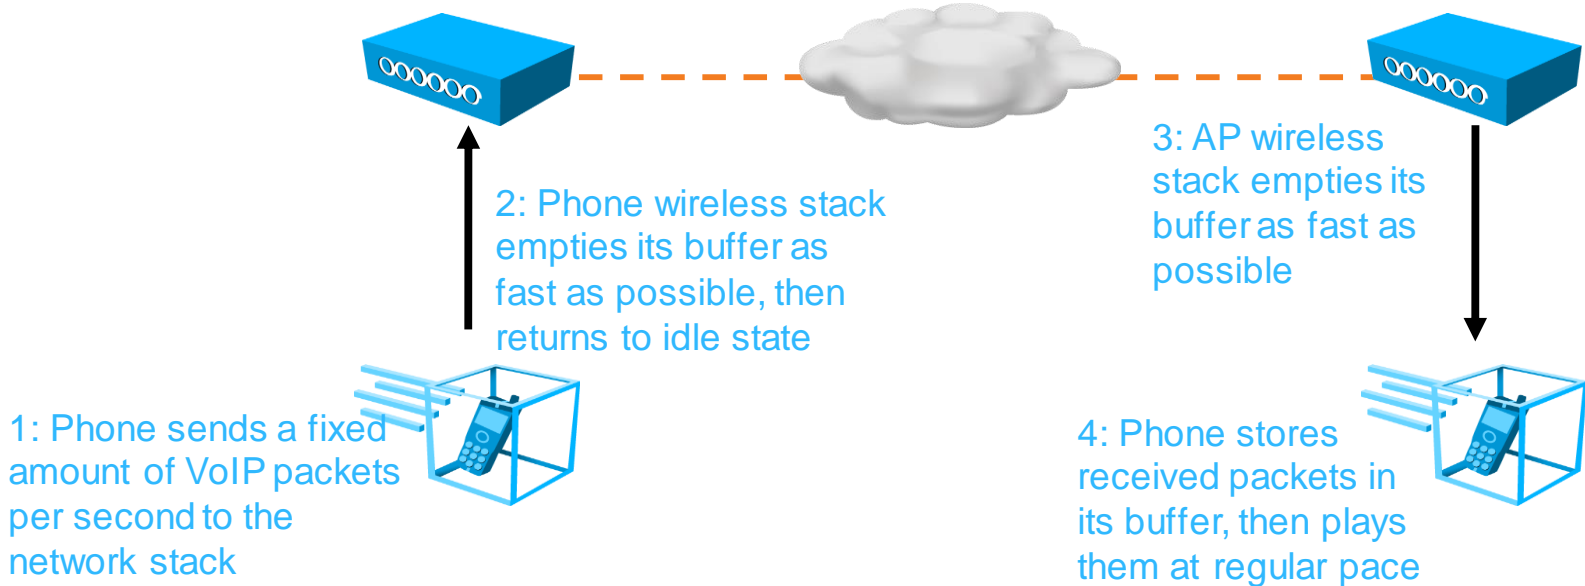 1: Phone sends a fixed
amount of VoIP packets
per second to the
network stack
2: Phone wireless stack
empties its buffer as
fast as possible, then
returns to idle state
3: AP wireless
stack empties its
buffer as fast as
possible
4: Phone stores
received packets in
its buffer, then plays
them at regular pace